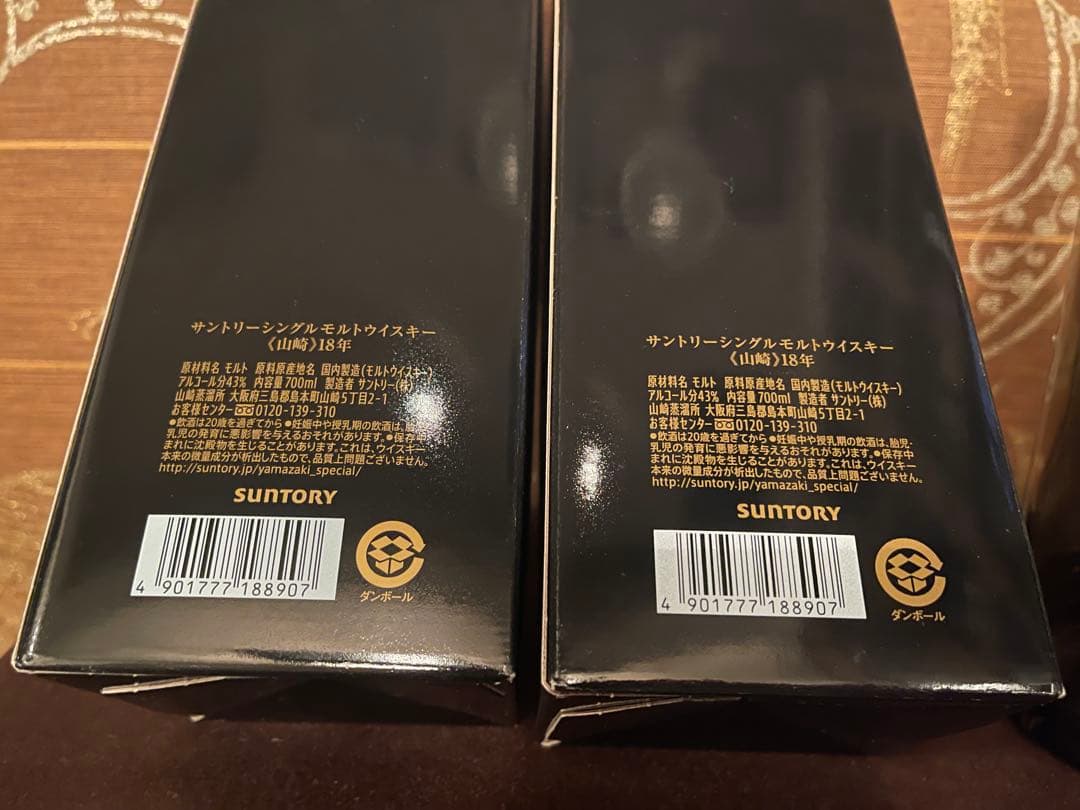 サントリーシングルモルトウイスキー
《山崎》18年
原材料名 モルト 原料原産地名 国内製造(モルトウイスキー)
アルコール分43% 内容量700ml 製造者 サントリー(株)
山崎蒸溜所 大阪府三島郡島本町山崎5丁目2-1
お客様センター 0120-139-310
●飲酒は20歳を過ぎてから ●妊娠中や授乳期の飲酒は、胎児・
乳児の発育に悪影響を与えるおそれがあります。●保存中
まれに沈殿物を生じることがあります。これは、ウイスキー
本来の微量成分が析出したもので、品質上問題ございません。
http://suntory.jp/yamazaki_special/
SUNTORY
4 901777 188907
ダンボール
サントリーシングルモルトウイスキー
《山崎》18年
原材料名 モルト 原料原産地名 国内製造(モルトウイスキー)
アルコール分43% 内容量700ml 製造者 サントリー(株)
山崎蒸溜所 大阪府三島郡島本町山崎5丁目2-1
お客様センター 0120-139-310
●飲酒は20歳を過ぎてから ●妊娠中や授乳期の飲酒は、胎児・
乳児の発育に悪影響を与えるおそれがあります。●保存中
まれに沈殿物を生じることがあります。これは、ウイスキー
本来の微量成分が析出したもので、品質上問題ございません。
http://suntory.jp/yamazaki_special/
SUNTORY
4 901777 188907
ダンボール